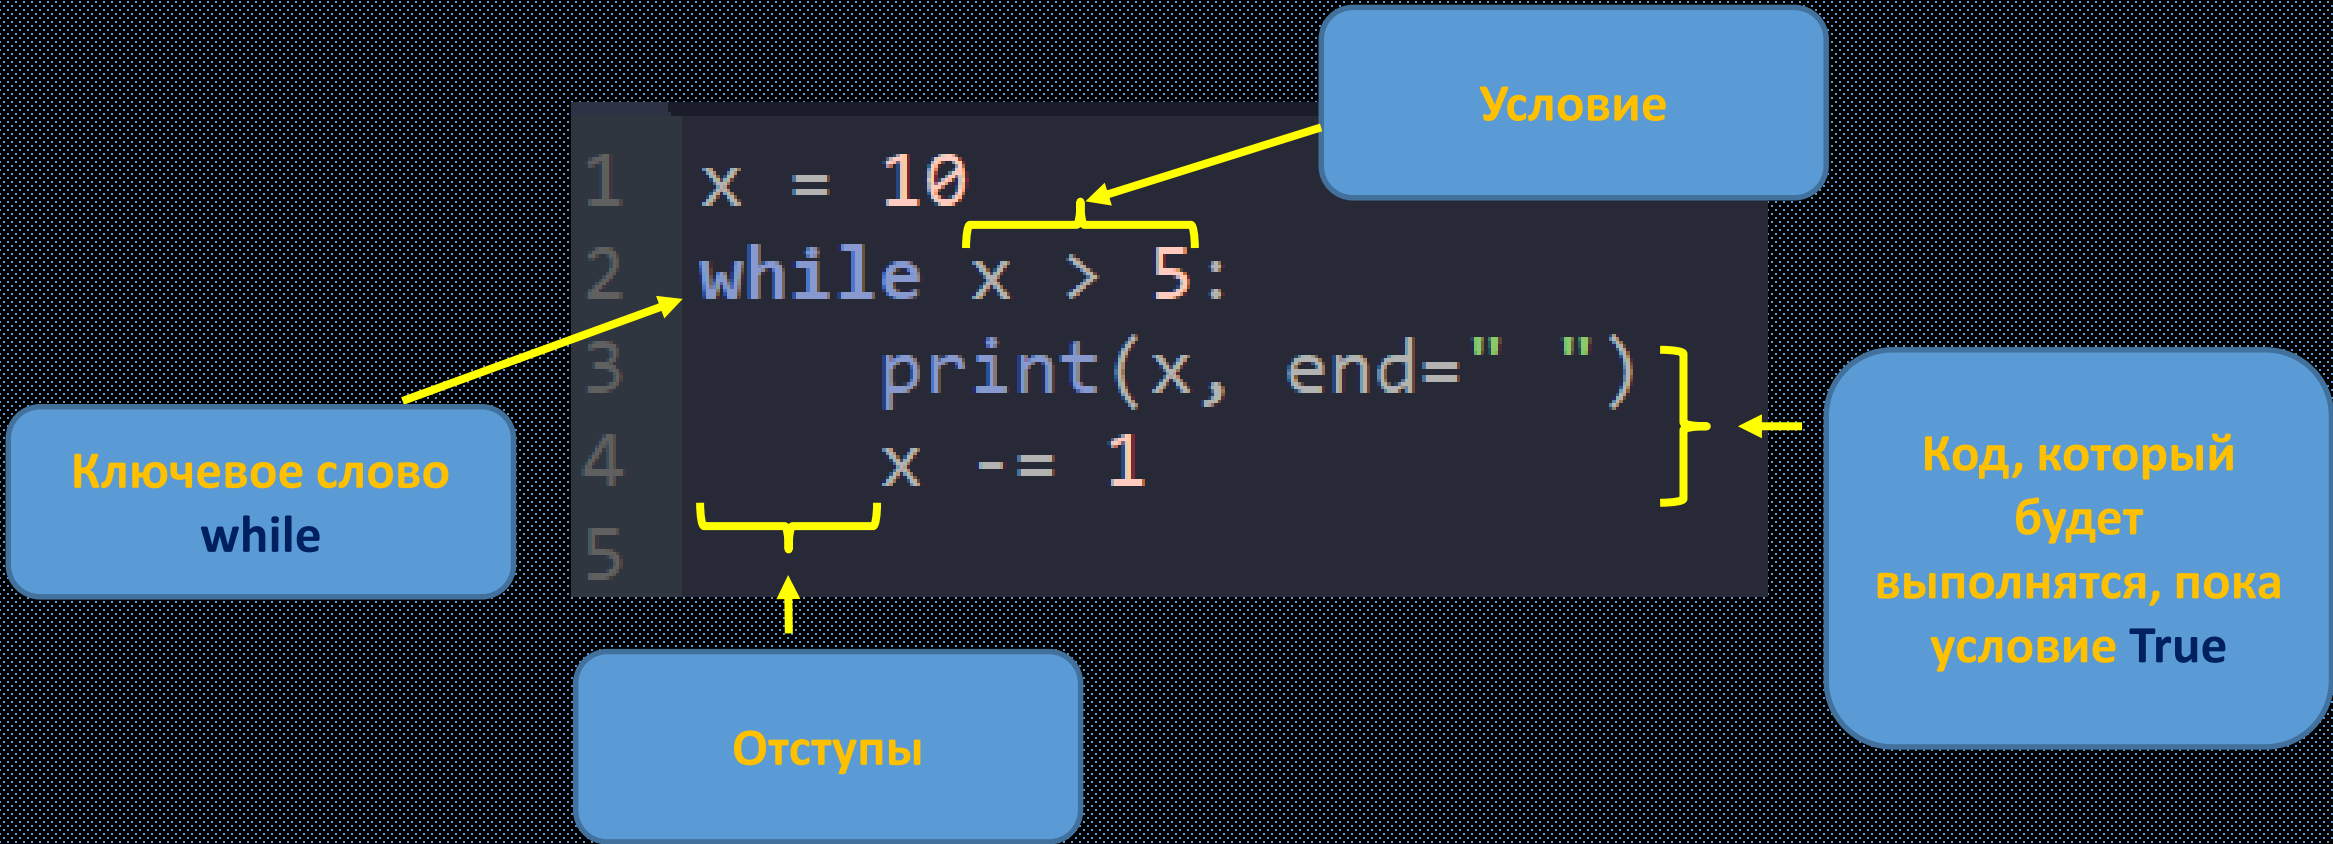 Условие
1 x = 10
2 while x > 5:
3     print(x, end=" ")
4     x -= 1
5
Ключевое слово
while
Код, который
будет
выполнятся, пока
условие True
Отступы